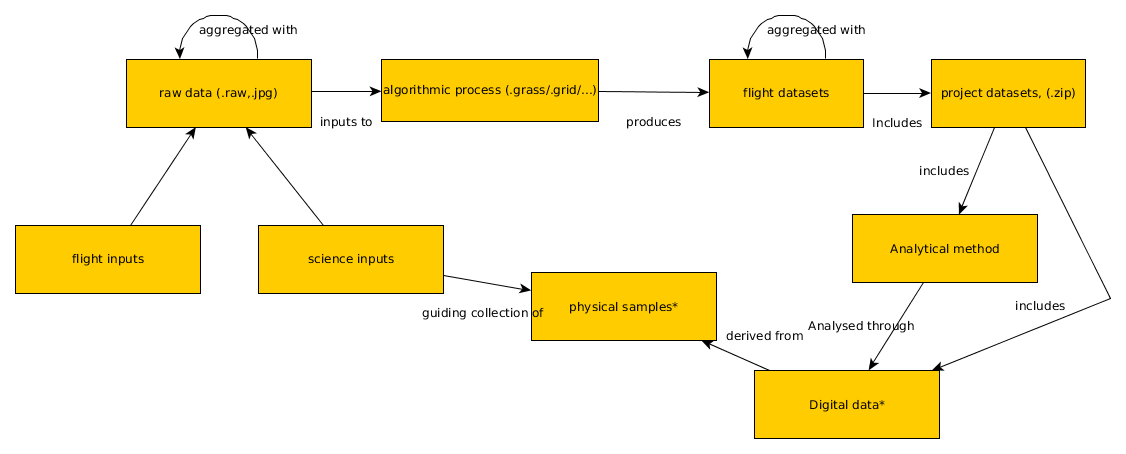 aggregated with
aggregated with
raw data (.raw,.jpg)
algorithmic process (.grass/.grid/...)
flight datasets
project datasets, (.zip)
inputs to
produces
Includes
includes
flight inputs
science inputs
Analytical method
guiding collection of
physical samples*
includes
Analysed through
derived from
Digital data*